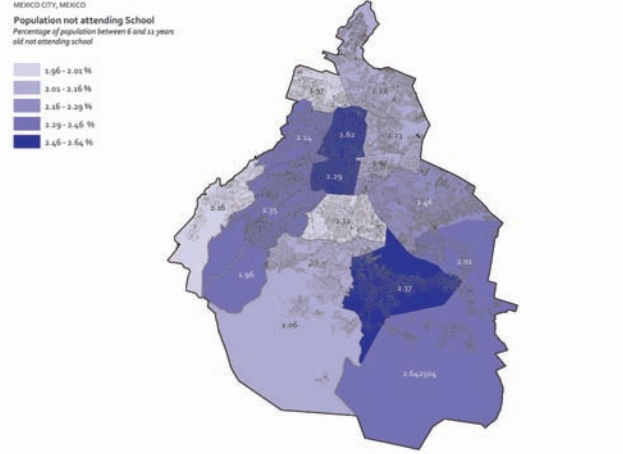 MEXICO CITY, MEXICO
Population not attending School
Percentage of population between 6 and 11 years
old not attending school
1.96 - 2.01 %
2.01 - 2.16 %
2.16 - 2.29 %
2.29 - 2.46 %
2.46 - 2.64 %
1.97
2.14
2.62
2.23
2.29
2.16
2.35
2.01
1.96
2.37
2.06
2.642504